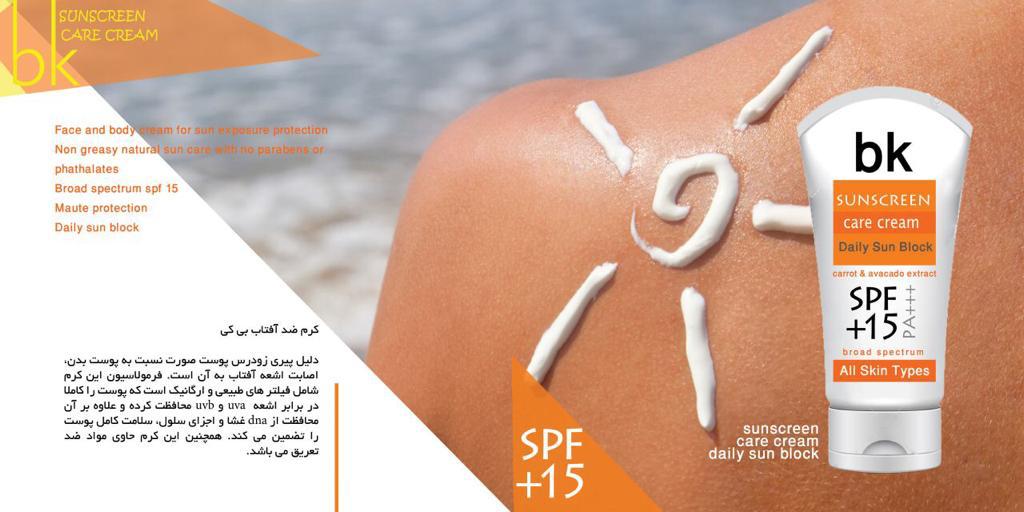 SUNSCREEN
CARE CREAM
bk
Face and body cream for sun exposure protection
Non greasy natural sun care with no parabens or
phathalates
Broad spectrum spf 15
Maute protection
Daily sun block
کرم ضد آفتاب بی کی
دلیل پیری زودرس پوست صورت نسبت به پوست بدن،
اصابت اشعه آفتاب به آن است. فرمولاسیون این کرم
شامل فیلتر های طبیعی و ارگانیک است که پوست را کاملا
در برابر اشعه uva و uvb محافظت کرده و علاوه بر آن
محافظت از dna غشا و اجزای سلول، سلامت کامل پوست
را تضمین می کند. همچنین این کرم حاوی مواد ضد
تعریق می باشد.
SPF
+15
bk
SUNSCREEN
care cream
Daily Sun Block
carrot & avacado extract
SPF
+15
PA+++
broad spectrum
All Skin Types
sunscreen
care cream
daily sun block